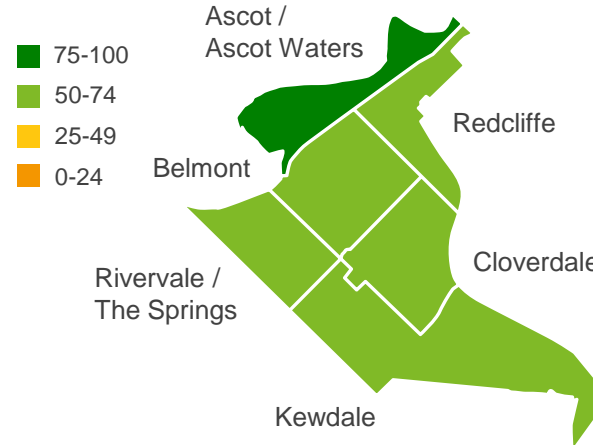 Ascot /
Ascot Waters
75-100
50-74
25-49
0-24
Redcliffe
Belmont
Cloverdale
Rivervale /
The Springs
Kewdale